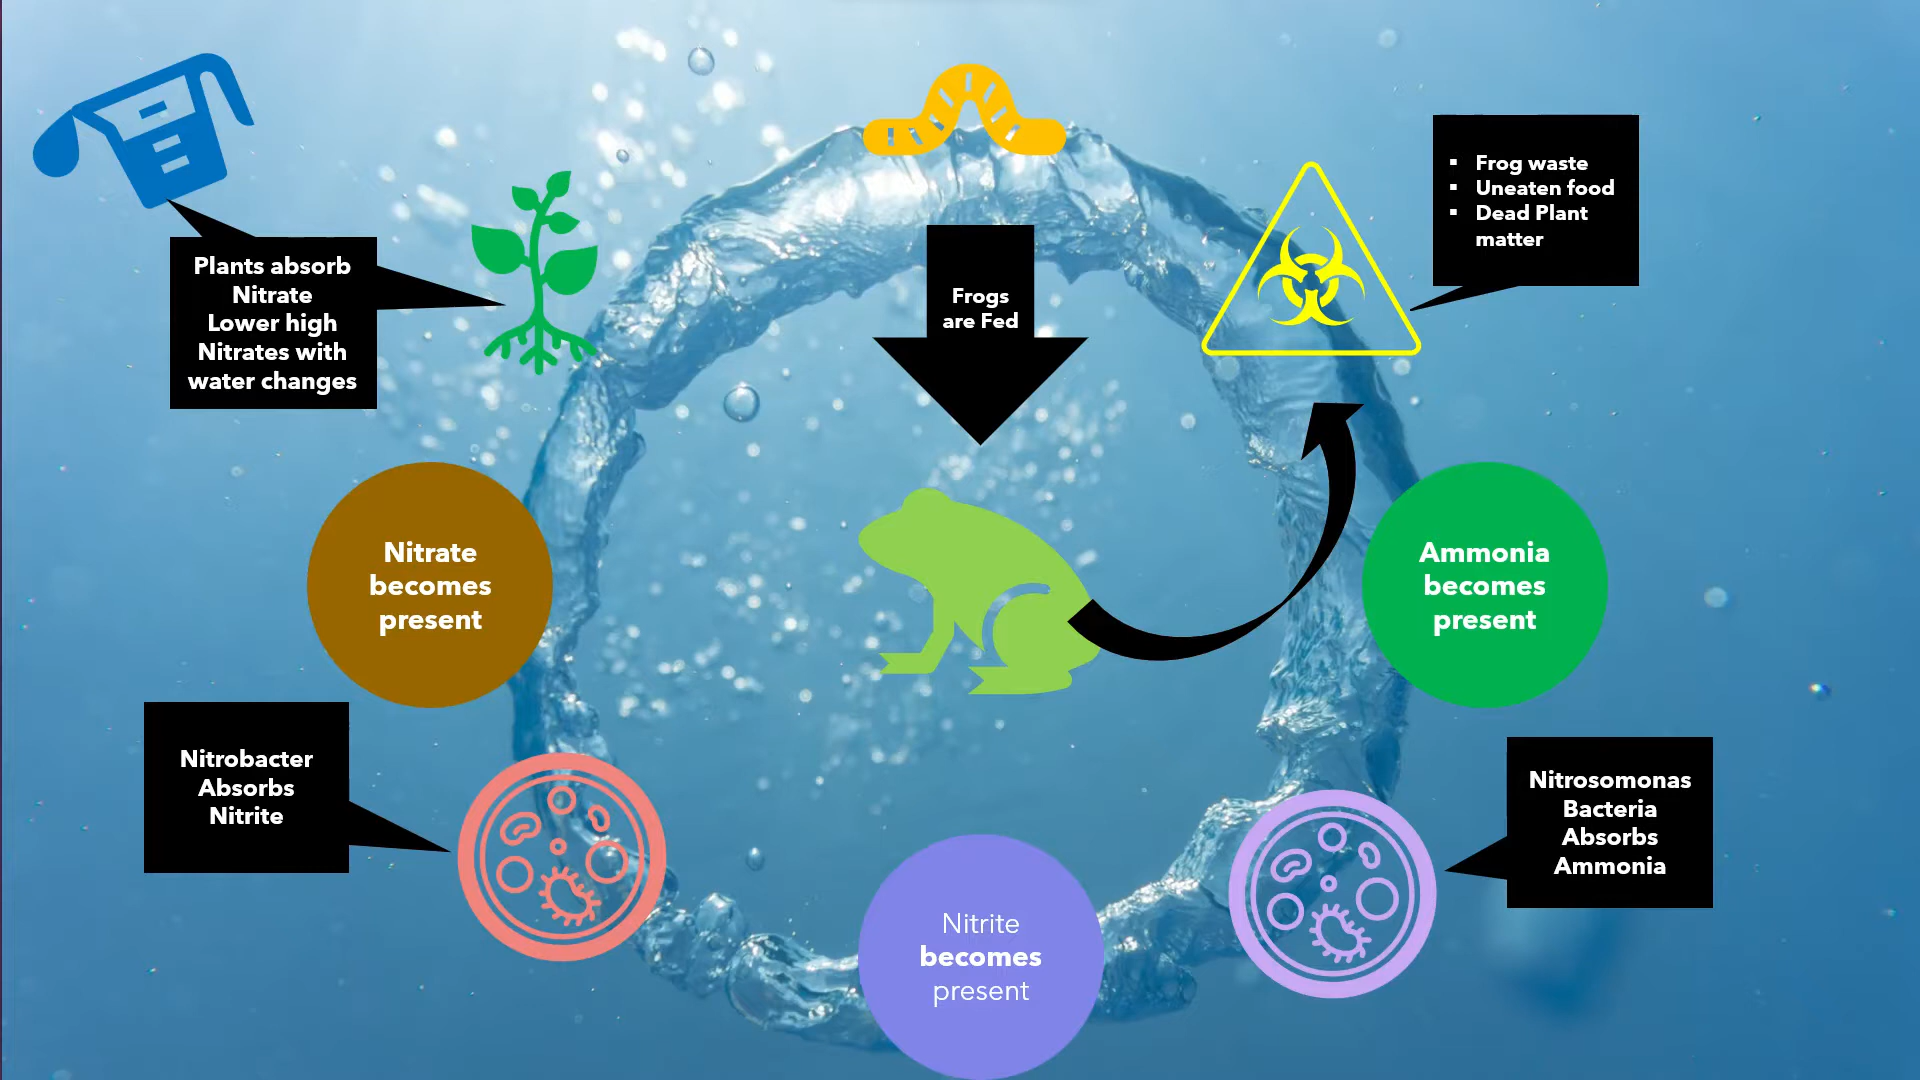 Frogs
are Fed
▪ Frog waste
▪ Uneaten food
▪ Dead Plant
matter
Ammonia
becomes
present
Nitrosomonas
Bacteria
Absorbs
Ammonia
Nitrite
becomes
present
Nitrobacter
Absorbs
Nitrite
Nitrate
becomes
present
Plants absorb
Nitrate
Lower high
Nitrates with
water changes